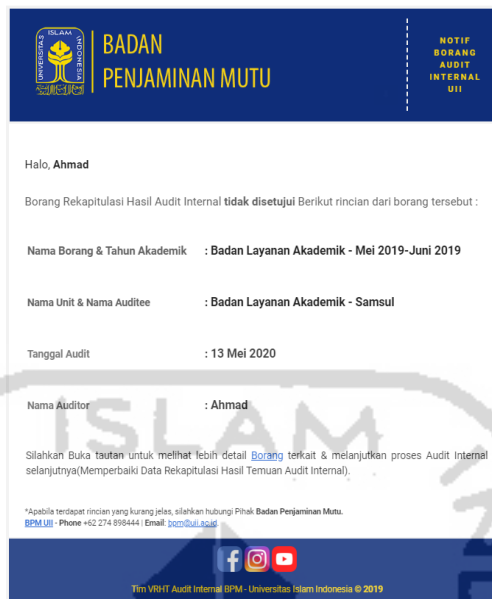 UNIVERSITAS ISLAM INDONESIA
BADAN
PENJAMINAN MUTU
NOTIF
BORANG
AUDIT
INTERNAL
UII
Halo, Ahmad
Borang Rekapitulasi Hasil Audit Internal tidak disetujui Berikut rincian dari borang tersebut :
Nama Borang & Tahun Akademik : Badan Layanan Akademik - Mei 2019-Juni 2019
Nama Unit & Nama Auditee : Badan Layanan Akademik - Samsul
Tanggal Audit : 13 Mei 2020
Nama Auditor : Ahmad
ISLAM
Silahkan Buka tautan untuk melihat lebih detail Borang terkait & melanjutkan proses Audit Internal
selanjutnya(Memperbaiki Data Rekapitulasi Hasil Temuan Audit Internal).
*Apabila terdapat rincian yang kurang jelas, silahkan hubungi Pihak Badan Penjaminan Mutu.
BPM UII - Phone +62 274 898444 | Email: bpm@uii.ac.id.
Tim VRHT Audit Internal BPM - Universitas Islam Indonesia © 2019